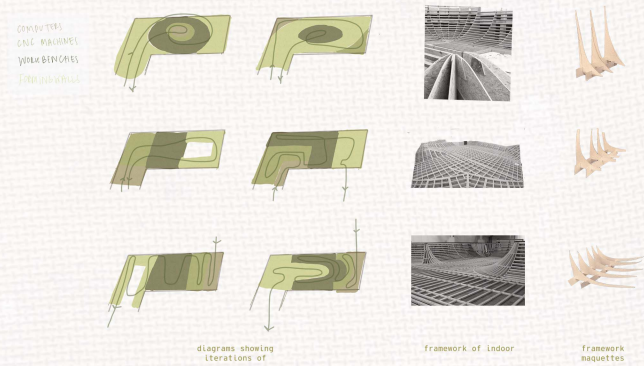 COMPUTERS
CNC MACHINES
WORKBENCHES
diagrams showing
iterations of
framework of indoor
framework
maquettes